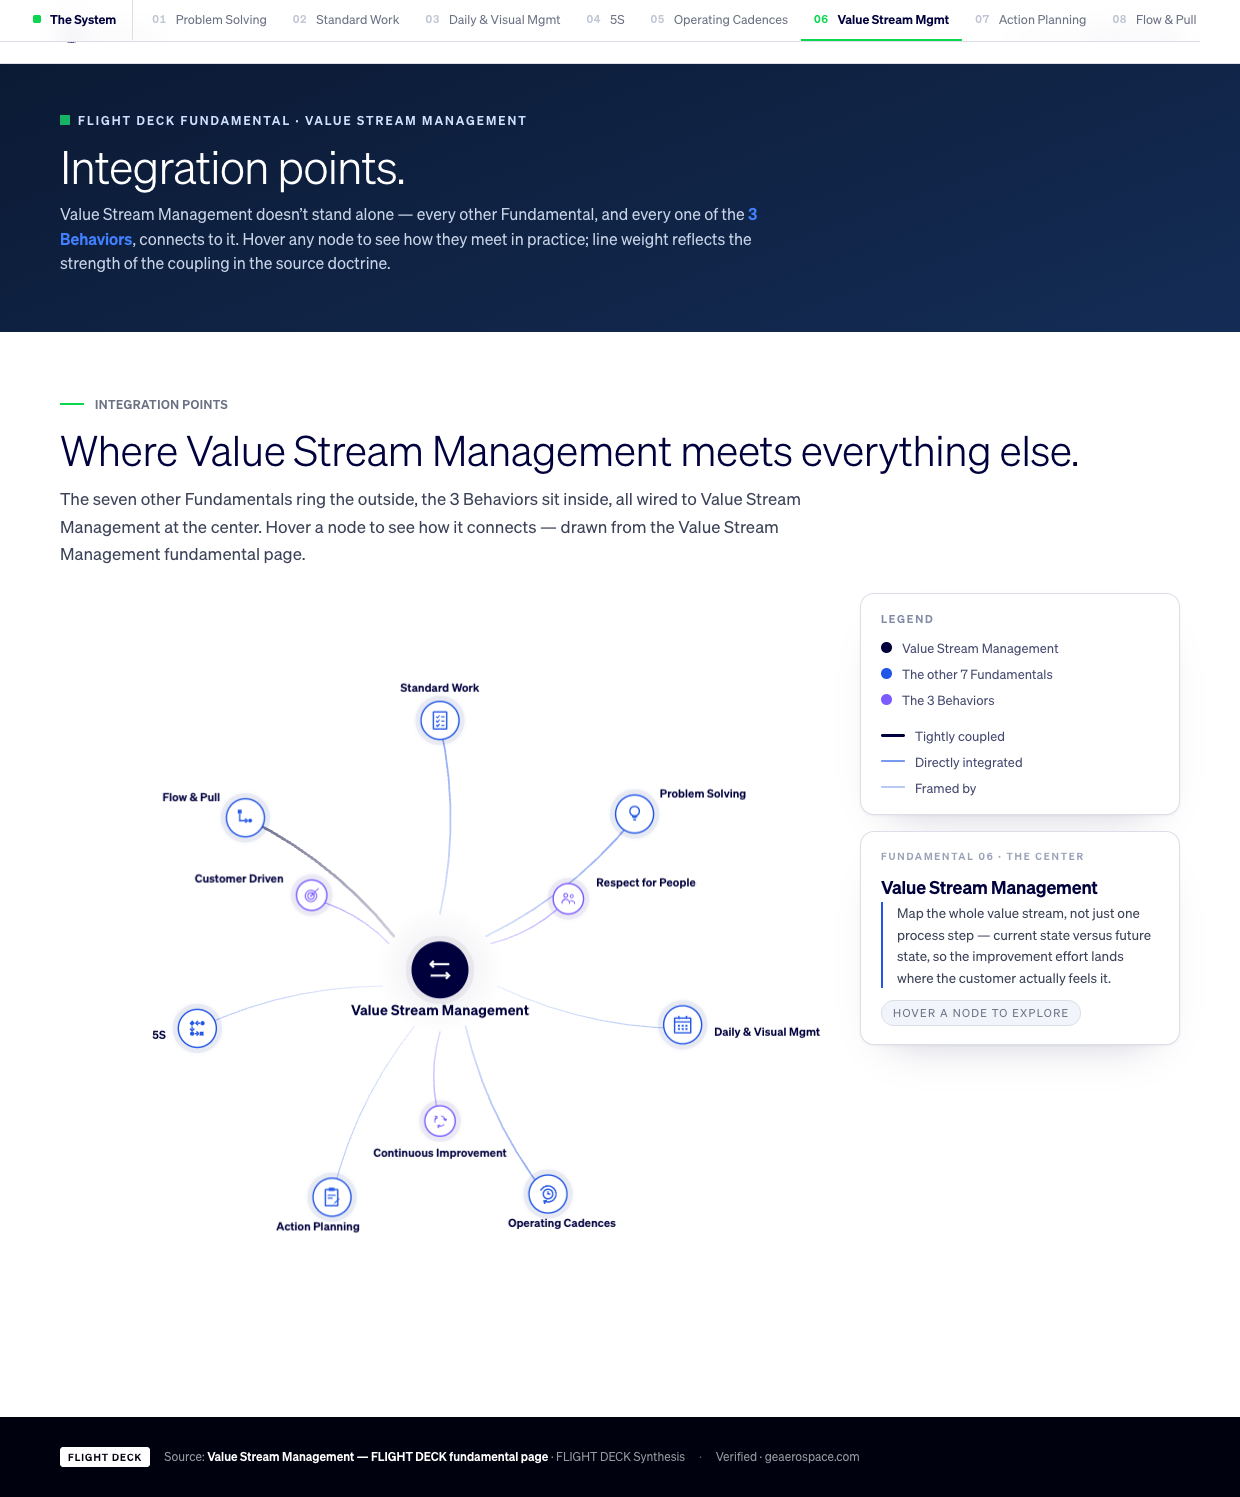 The System
01 Problem Solving
02 Standard Work
03 Daily & Visual Mgmt
04 5S
05 Operating Cadences
06 Value Stream Mgmt
07 Action Planning
08 Flow & Pull
FLIGHT DECK FUNDAMENTAL · VALUE STREAM MANAGEMENT
Integration points.
Value Stream Management doesn’t stand alone — every other Fundamental, and every one of the 3
Behaviors, connects to it. Hover any node to see how they meet in practice; line weight reflects the
strength of the coupling in the source doctrine.
INTEGRATION POINTS
Where Value Stream Management meets everything else.
The seven other Fundamentals ring the outside, the 3 Behaviors sit inside, all wired to Value Stream
Management at the center. Hover a node to see how it connects — drawn from the Value Stream
Management fundamental page.
Standard Work
Flow & Pull
Problem Solving
Customer Driven
Respect for People
Value Stream Management
5S
Daily & Visual Mgmt
Continuous Improvement
Action Planning
Operating Cadences
LEGEND
Value Stream Management
The other 7 Fundamentals
The 3 Behaviors
Tightly coupled
Directly integrated
Framed by
FUNDAMENTAL 06 · THE CENTER
Value Stream Management
Map the whole value stream, not just one
process step — current state versus future
state, so the improvement effort lands
where the customer actually feels it.
HOVER A NODE TO EXPLORE
FLIGHT DECK
Source: Value Stream Management — FLIGHT DECK fundamental page · FLIGHT DECK Synthesis · Verified · geaerospace.com